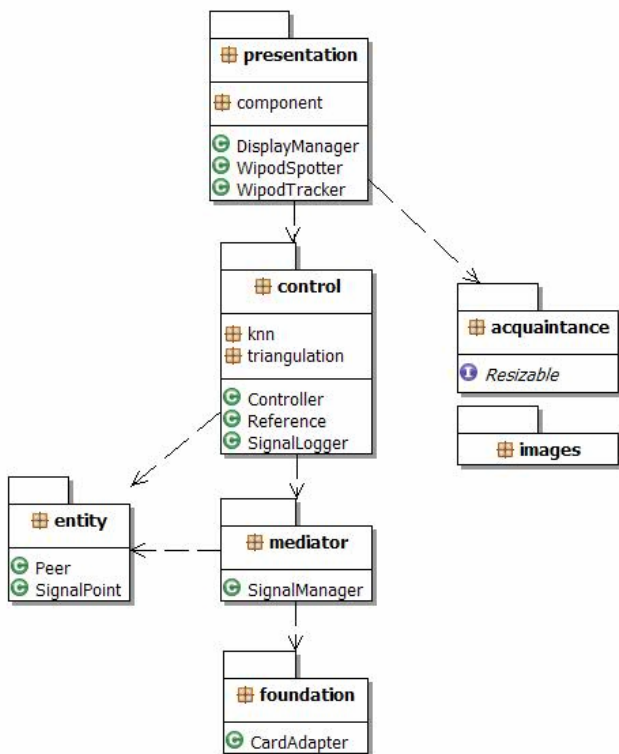 presentation
component
DisplayManager
WipodSpotter
WipodTracker
control
knn
triangulation
Controller
Reference
SignalLogger
acquaintance
I Resizable
images
entity
C Peer
C SignalPoint
mediator
C SignalManager
foundation
C CardAdapter